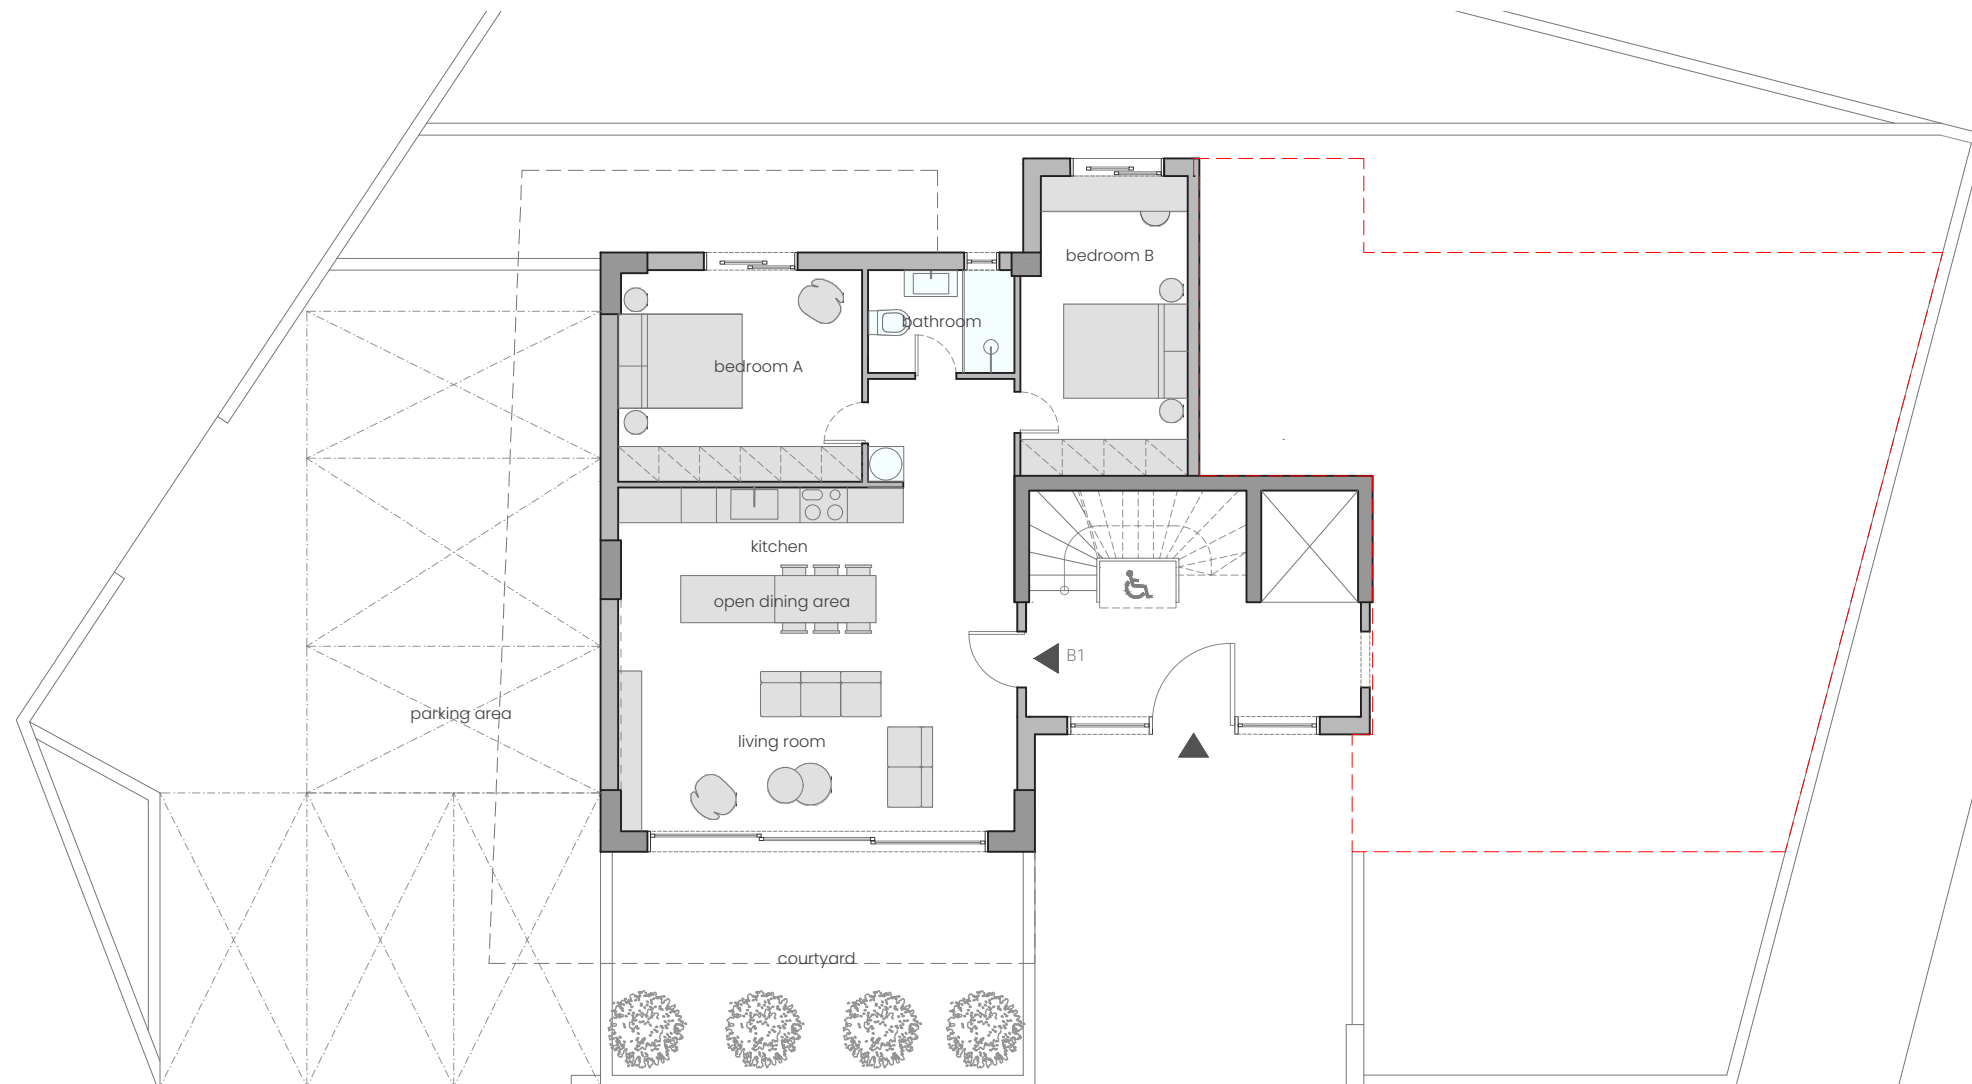 bedroom B
bathroom
bedroom A
kitchen
open dining area
B1
parking area
living room
courtyard